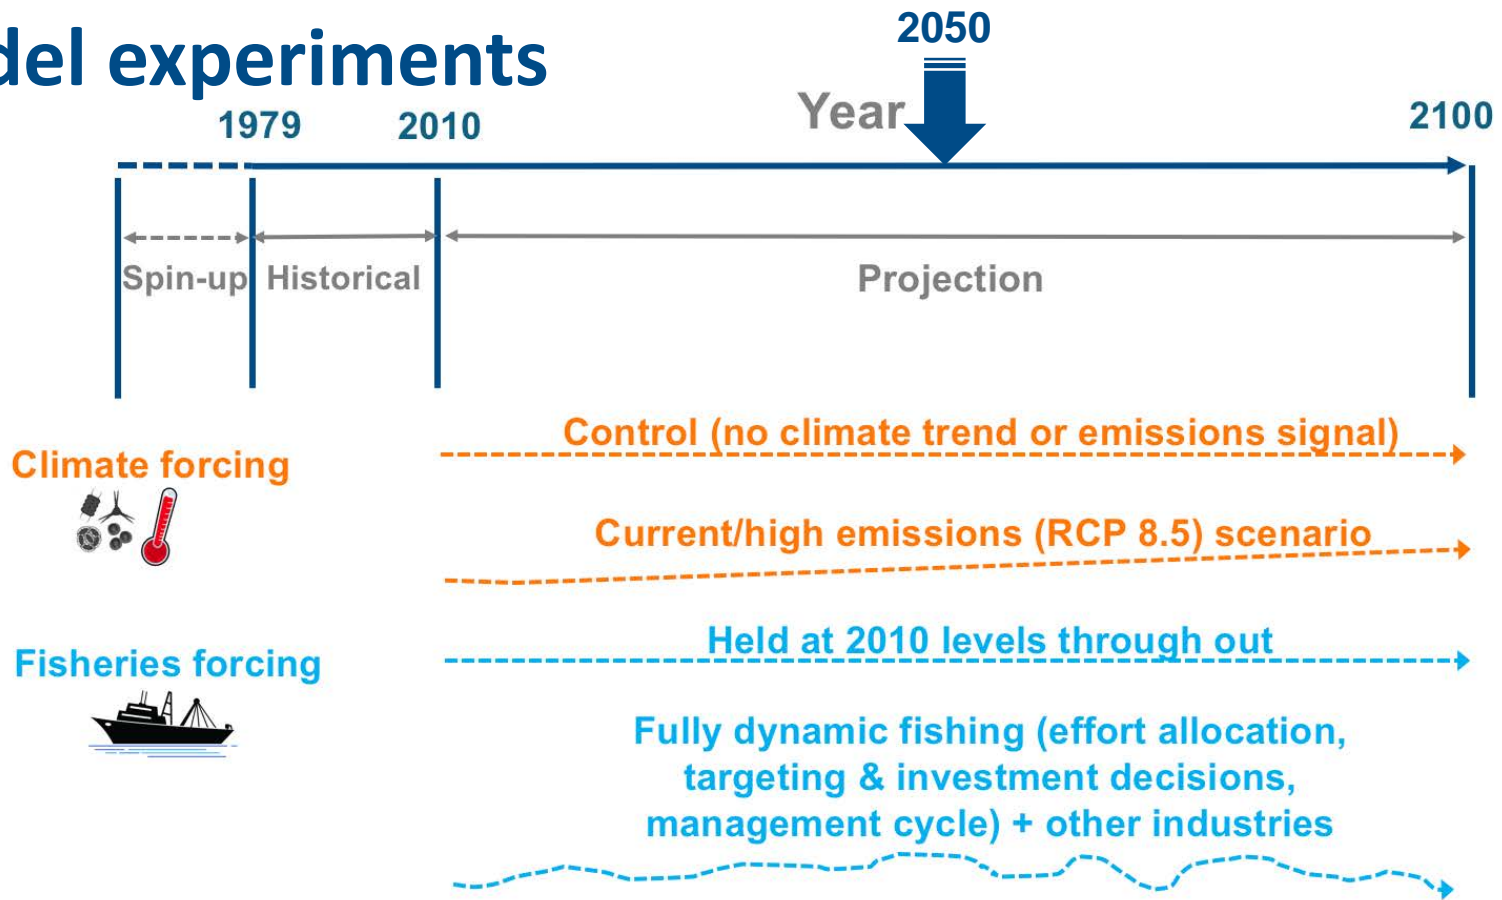 del experiments
2050
1979
2010
Year
2100
Spin-up
Historical
Projection
Climate forcing
Control (no climate trend or emissions signal)
Current/high emissions (RCP 8.5) scenario
Fisheries forcing
Held at 2010 levels through out
Fully dynamic fishing (effort allocation,
targeting & investment decisions,
management cycle) + other industries